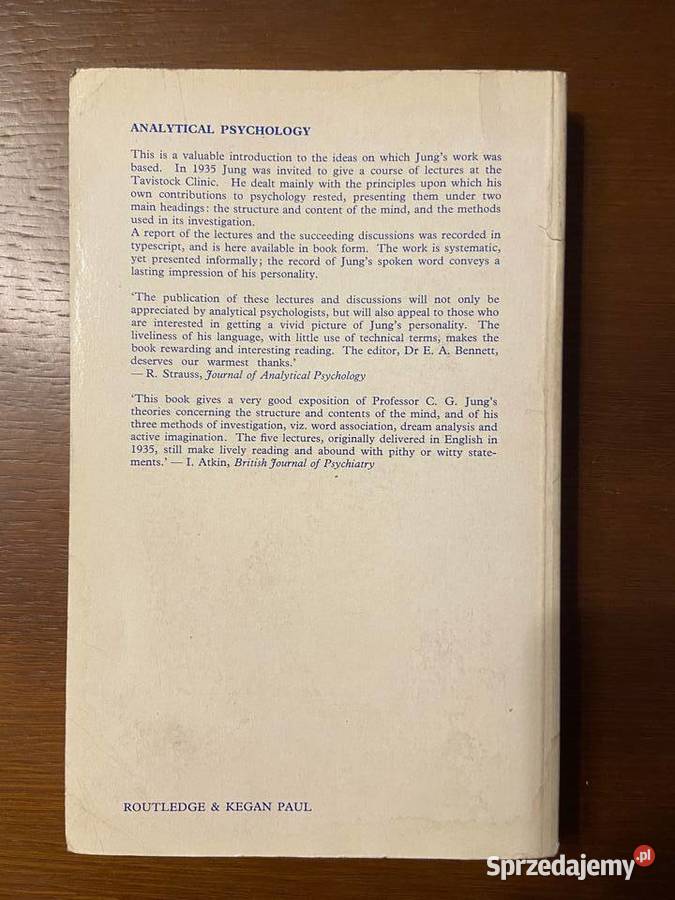 ANALYTICAL PSYCHOLOGY
This is a valuable introduction to the ideas on which Jung's work was
based. In 1935 Jung was invited to give a course of lectures at the
Tavistock Clinic. He dealt mainly with the principles upon which his
own contributions to psychology rested, presenting them under two
main headings: the structure and content of the mind, and the methods
used in its investigation.
A report of the lectures and the succeeding discussions was recorded in
typescript, and is here available in book form. The work is systematic,
yet presented informally; the record of Jung's spoken word conveys a
lasting impression of his personality.
'The publication of these lectures and discussions will not only be
appreciated by analytical psychologists, but will also appeal to those who
are interested in getting a vivid picture of Jung's personality. The
liveliness of his language, with little use of technical terms, makes the
book rewarding and interesting reading. The editor, Dr E. A. Bennett,
deserves our warmest thanks.'
— R. Strauss, Journal of Analytical Psychology
'This book gives a very good exposition of Professor C. G. Jung's
theories concerning the structure and contents of the mind, and of his
three methods of investigation, viz. word association, dream analysis and
active imagination. The five lectures, originally delivered in English in
1935, still make lively reading and abound with pithy or witty state-
ments.' — I. Atkin, British Journal of Psychiatry
ROUTLEDGE & KEGAN PAUL
Sprzedajemy.pl